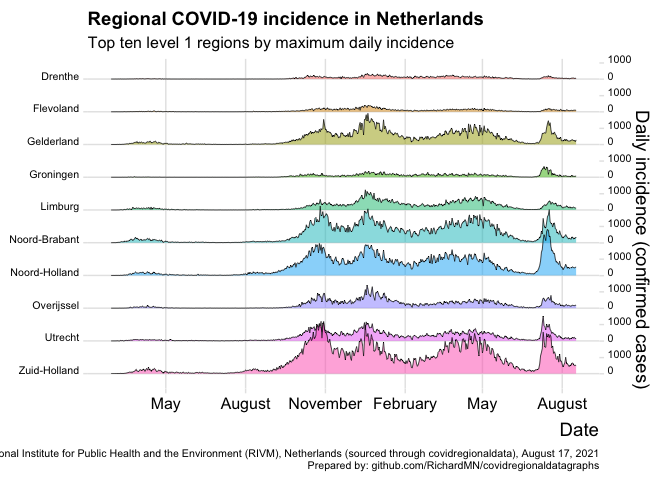 Regional COVID-19 incidence in Netherlands
Top ten level 1 regions by maximum daily incidence
Drenthe
Flevoland
Gelderland
Groningen
Limburg
Noord-Brabant
Noord-Holland
Overijssel
Utrecht
Zuid-Holland
1000
0
1000
0
1000
0
1000
0
1000
0
1000
0
1000
0
1000
0
1000
0
1000
0
Daily incidence (confirmed cases)
May August November February May August
Date
Institute for Public Health and the Environment (RIVM), Netherlands (sourced through covidregionaldata), August 17, 2021
Prepared by: github.com/RichardMN/covidregionaldatagraphs